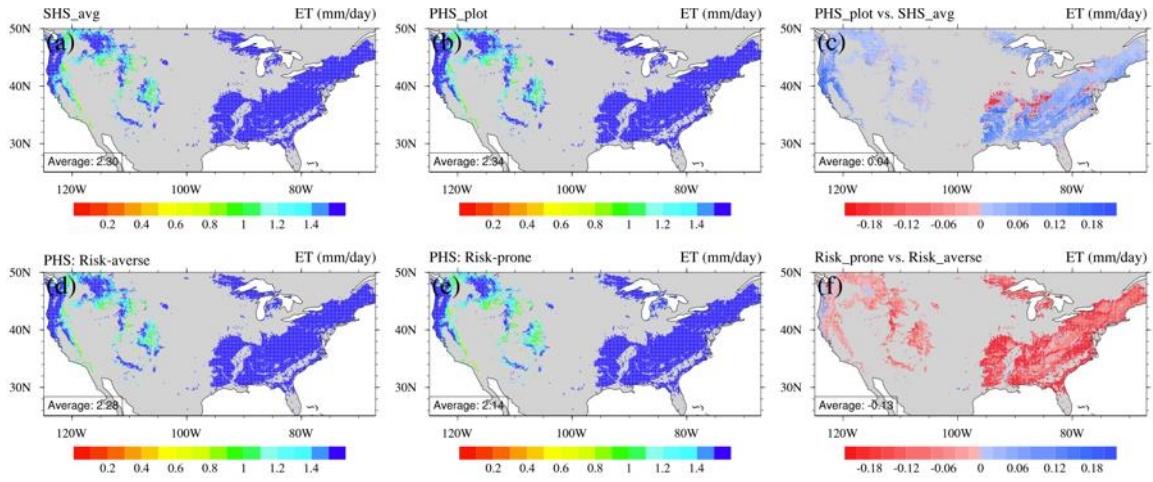 SHS_avg ET (mm/day)
PHS_plot ET (mm/day)
PHS_plot vs. SHS_avg ET (mm/day)
50N (a)
40N
30N
Average: 2.30
120W 100W 80W
0.2 0.4 0.6 0.8 1 1.2 1.4
50N (b)
40N
30N
Average: 2.34
120W 100W 80W
0.2 0.4 0.6 0.8 1 1.2 1.4
50N (c)
40N
30N
Average: 0.04
120W 100W 80W
-0.18 -0.12 -0.06 0 0.06 0.12 0.18
PHS: Risk-averse ET (mm/day)
PHS: Risk-prone ET (mm/day)
Risk_prone vs. Risk_averse ET (mm/day)
50N (d)
40N
30N
Average: 2.28
120W 100W 80W
0.2 0.4 0.6 0.8 1 1.2 1.4
50N (e)
40N
30N
Average: 2.14
120W 100W 80W
0.2 0.4 0.6 0.8 1 1.2 1.4
50N (f)
40N
30N
Average: -0.13
120W 100W 80W
-0.18 -0.12 -0.06 0 0.06 0.12 0.18